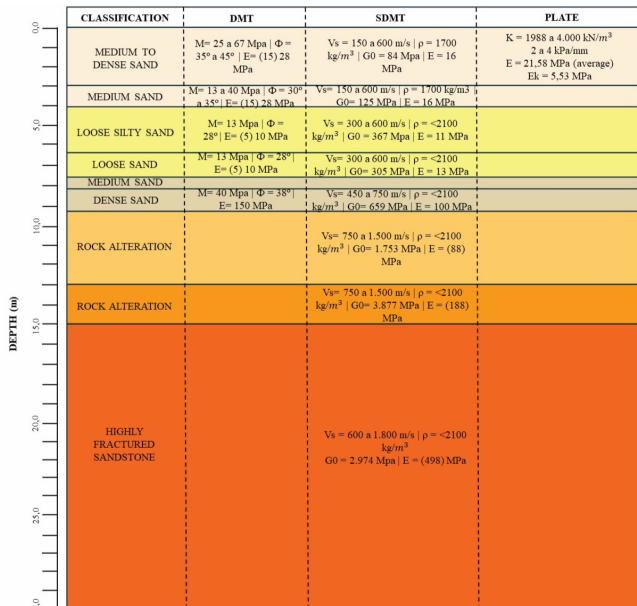 CLASSIFICATION DMT SDMT PLATE
0,0
MEDIUM TO
DENSE SAND
M= 25 a 67 Mpa | Φ =
35º a 45º | E= (15) 28
MPa
Vs = 150 a 600 m/s | ρ = 1700
kg/m³ | G0= 84 Mpa | E = 16
MPa
K = 1988 a 4.000 kN/m³
2 a 4 kPa/mm
E = 21,58 MPa (average)
Ek = 5,53 MPa
MEDIUM SAND
M= 13 a 40 Mpa | Φ= 30º
a 35º | E= (15) 28 MPa
Vs= 150 a 600 m/s | ρ = 1700 kg/m3 |
G0= 125 MPa | E = 16 MPa
5,0
LOOSE SILTY SAND
M = 13 Mpa | Φ =
28º | E= (5) 10 MPa
Vs = 300 a 600 m/s | ρ = <2100
kg/m³ | G0= 367 Mpa | E = 11 MPa
LOOSE SAND
M= 13 Mpa | Φ = 28º |
E= (5) 10 MPa
Vs= 300 a 600 m/s | ρ = <2100
kg/m³ | G0= 305 MPa | E = 13 MPa
MEDIUM SAND
DENSE SAND
M= 40 Mpa | Φ= 38º |
E= 150 MPa
Vs= 450 a 750 m/s | ρ = <2100
kg/m³ | G0= 659 MPa | E = 100 MPa
10,0
ROCK ALTERATION
Vs= 750 a 1.500 m/s | ρ = <2100
kg/m³ | G0= 1.753 MPa | E = (88)
MPa
ROCK ALTERATION
Vs= 750 a 1.500 m/s | ρ = <2100
kg/m³ | G0= 3.877 MPa | E = (188)
MPa
15,0
DEPTH (m)
20,0
HIGHLY
FRACTURED
SANDSTONE
Vs = 600 a 1.800 m/s | ρ = <2100
kg/m³
G0 = 2.974 Mpa | E = (498) MPa
25,0